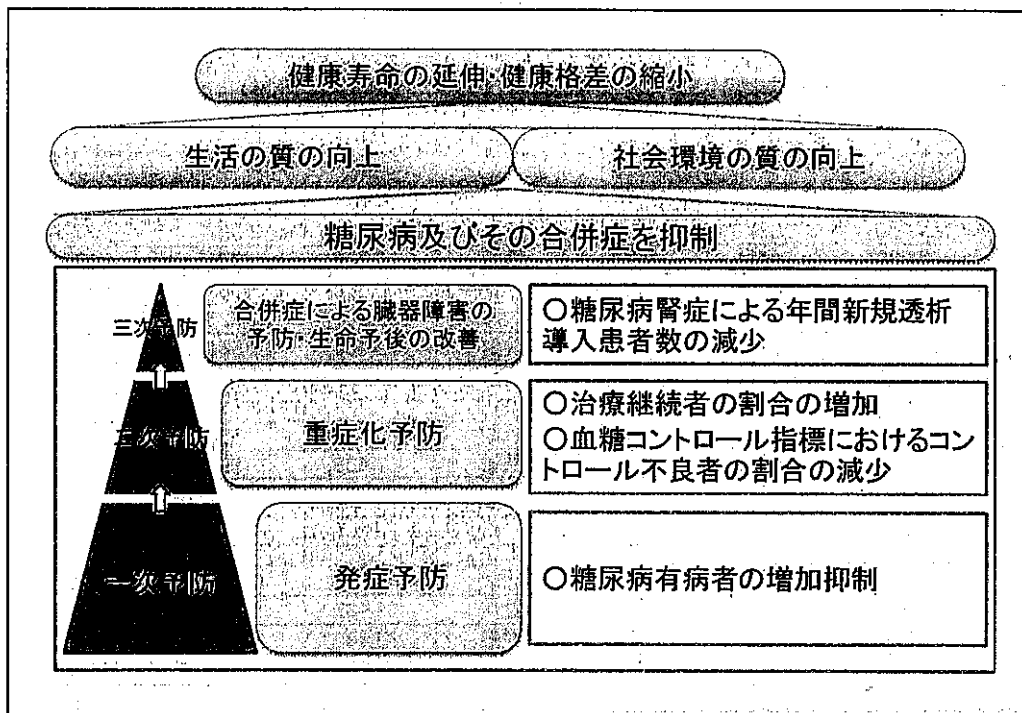 健康寿命の延伸・健康格差の縮小
生活の質の向上
社会環境の質の向上
糖尿病及びその合併症を抑制
三次予防
合併症による臓器障害の
予防・生命予後の改善
○糖尿病腎症による年間新規透析
導入患者数の減少
二次予防
重症化予防
○治療継続者の割合の増加
○血糖コントロール指標におけるコン
トロール不良者の割合の減少
一次予防
発症予防
○糖尿病有病者の増加抑制